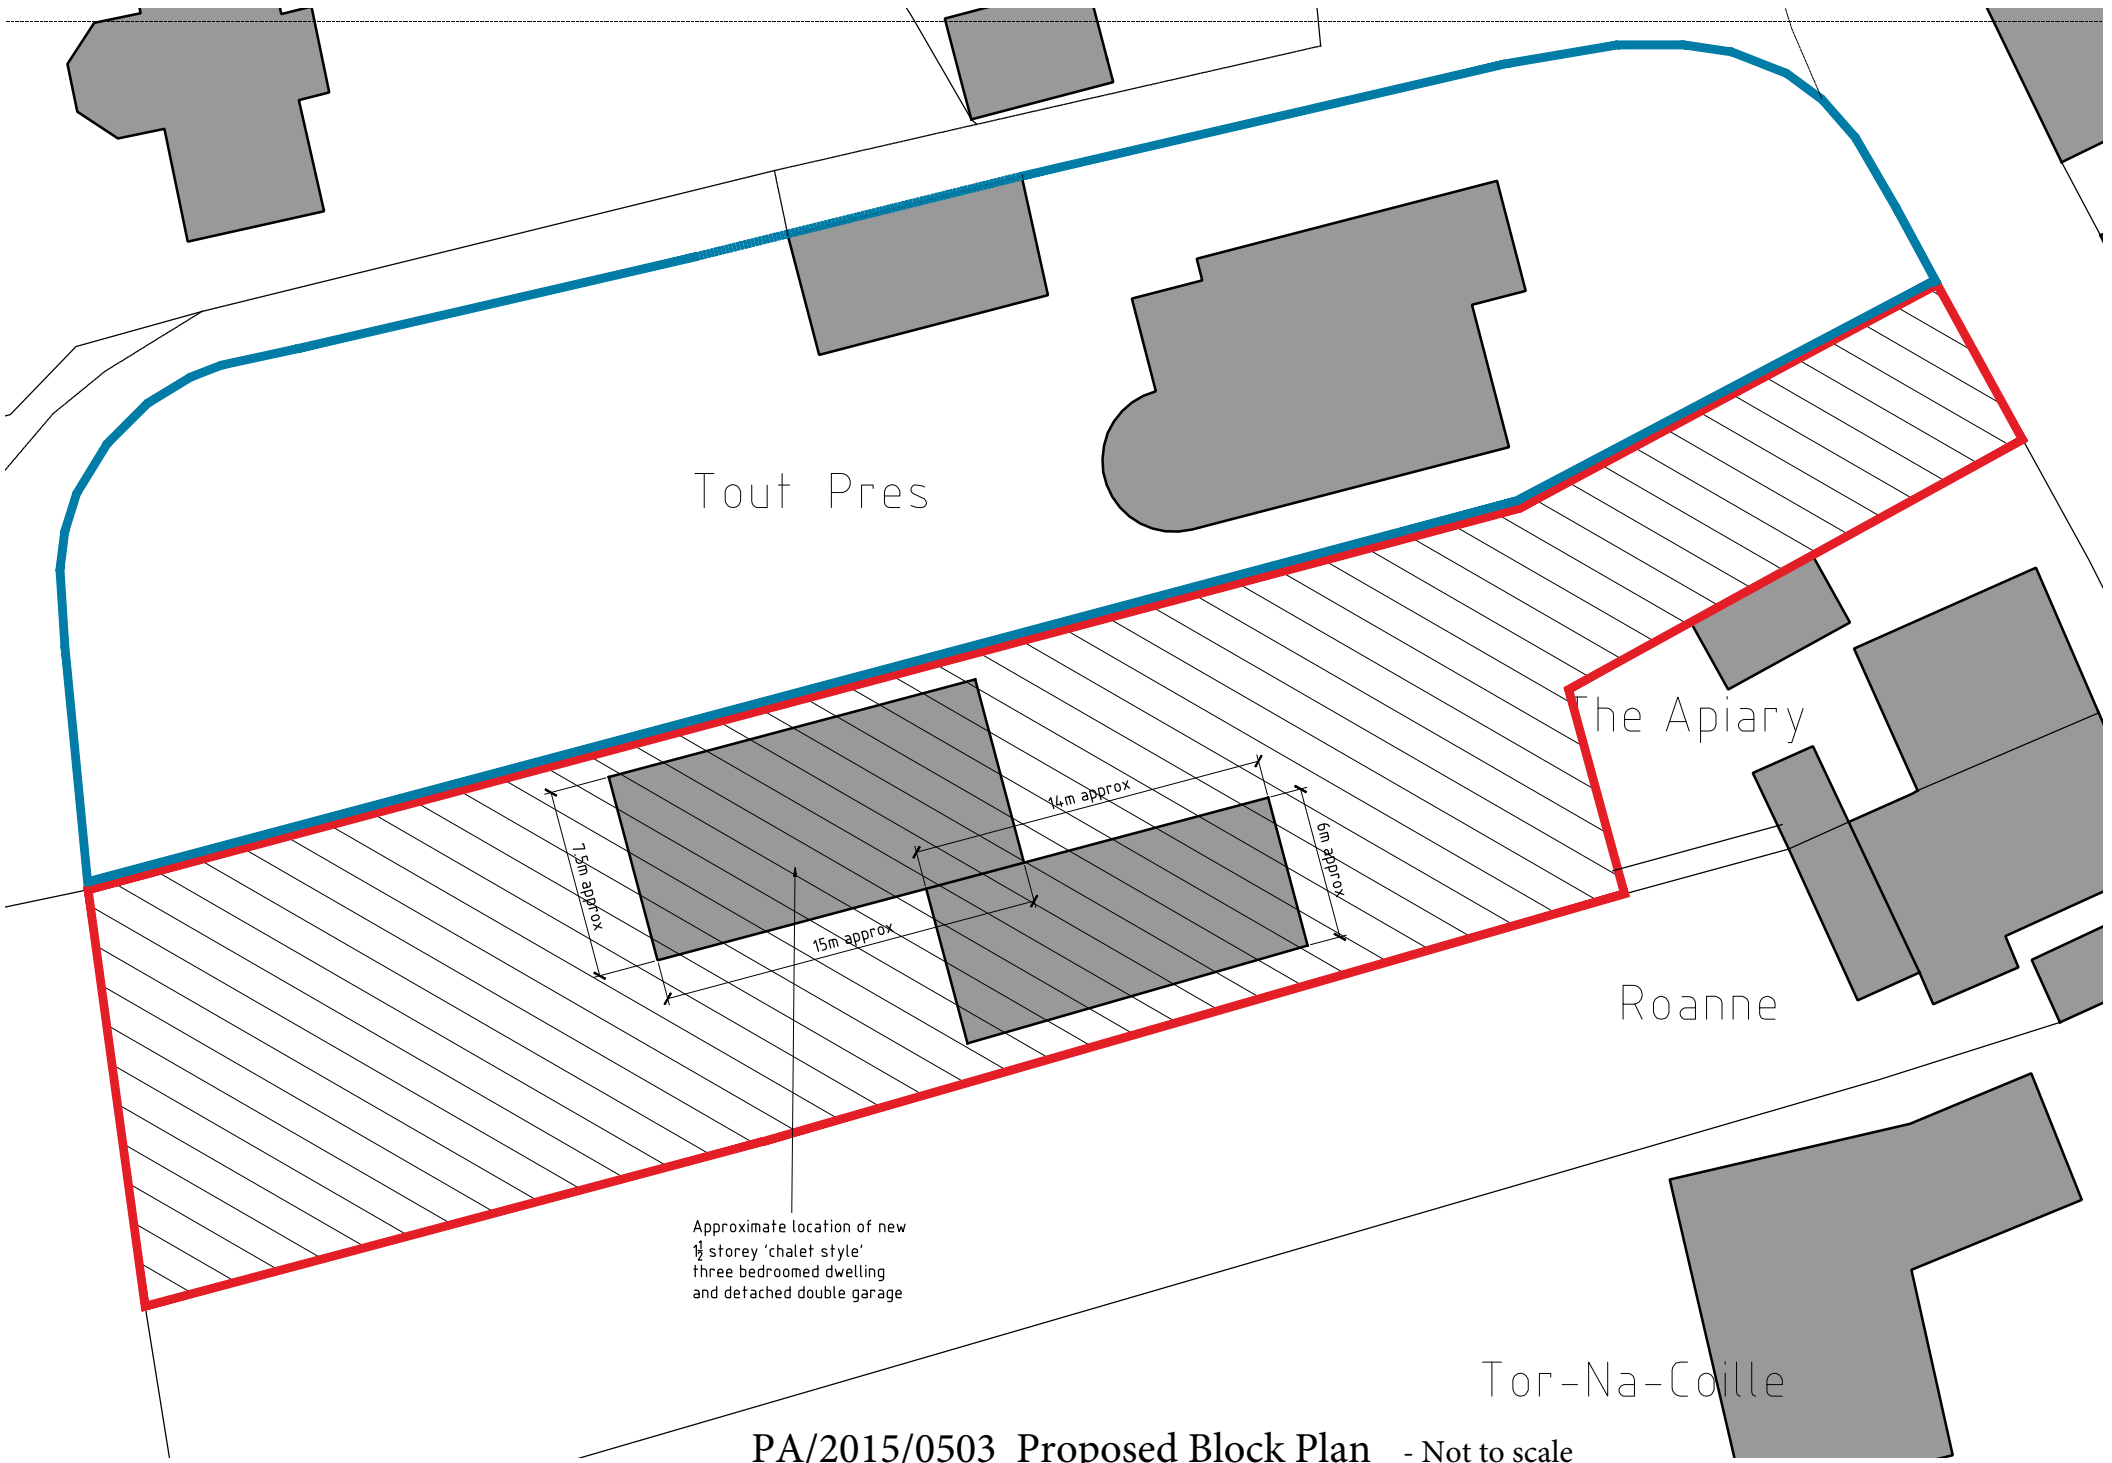 Tout Pres
The Apiary
14m approx
6m approx
7.5m approx
15m approx
Roanne
Approximate location of new
1½ storey 'chalet style'
three bedroomed dwelling
and detached double garage
Tor-Na-Coille
PA/2015/0503 Proposed Block Plan - Not to scale